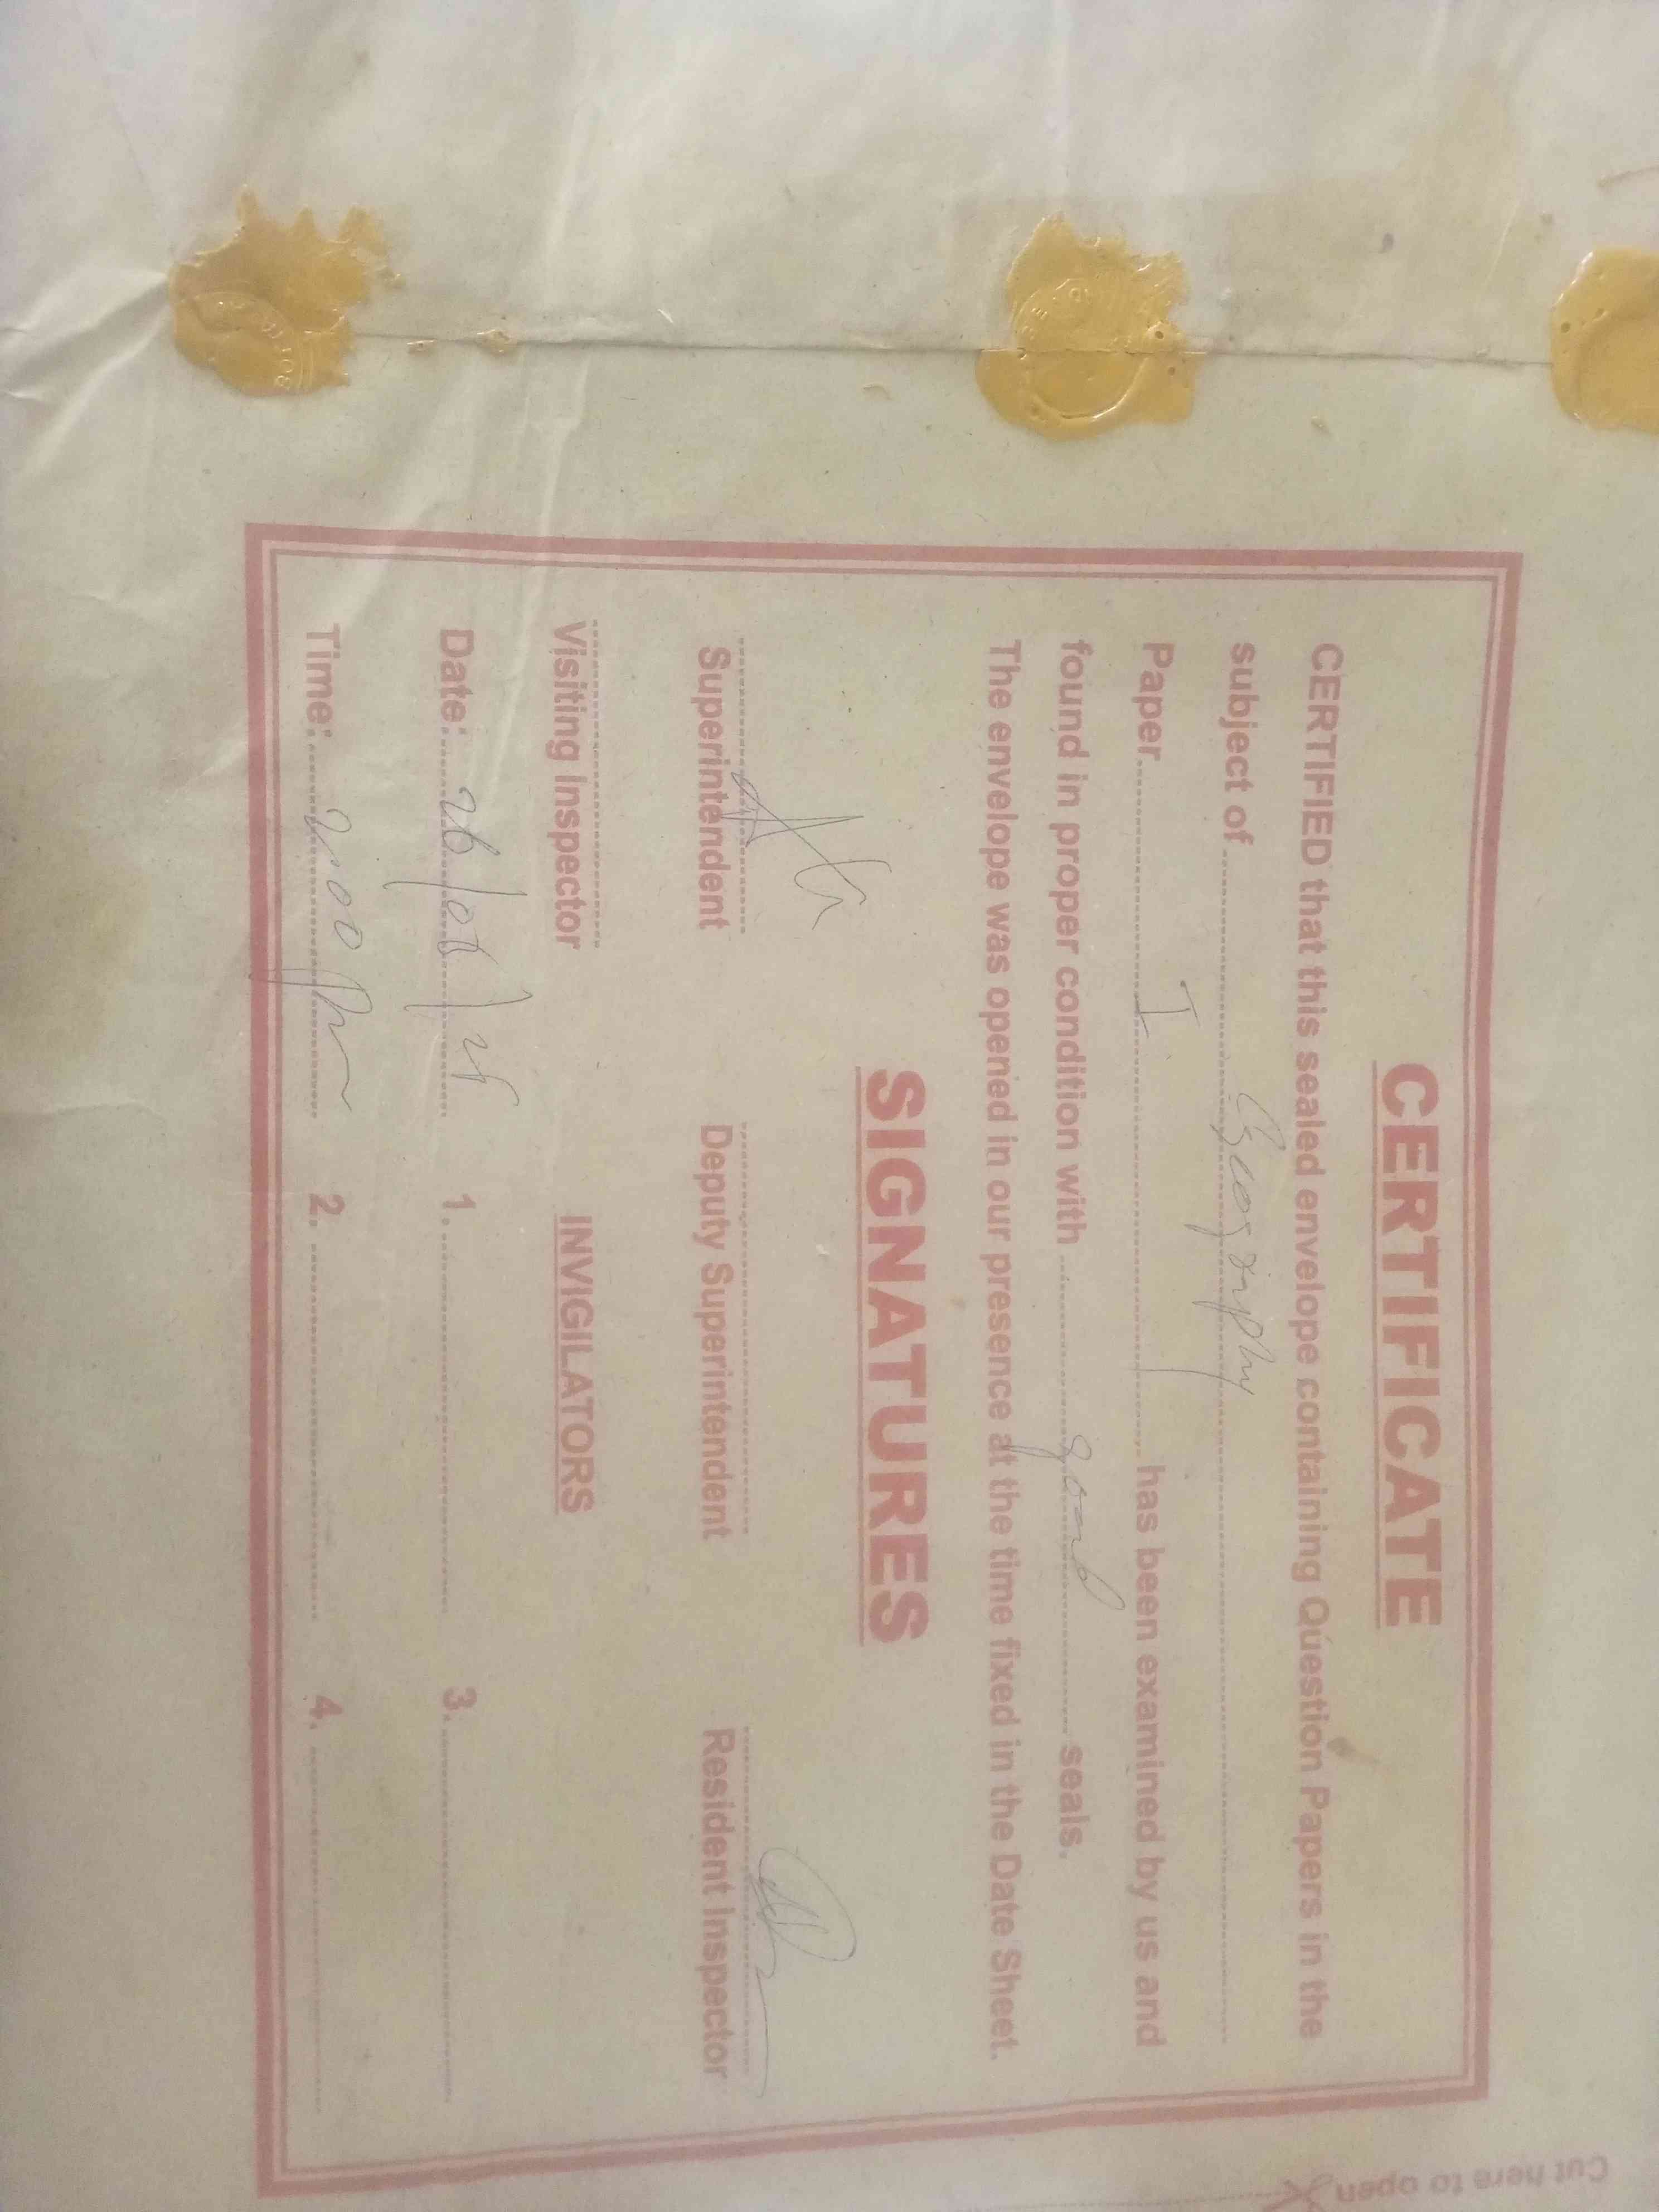 CERTIFICATE
CERTIFIED that this sealed envelope containing Question Papers in the
subject of Geography
Paper I has been examined by us and
found in proper condition with good seals.
The envelope was opened in our presence at the time fixed in the Date Sheet.
SIGNATURES
Superintendent Deputy Superintendent Resident Inspector
Visiting Inspector INVIGILATORS
Date: 1. 3.
Time: 2:00 Pm 2. 4.
Cut here to open